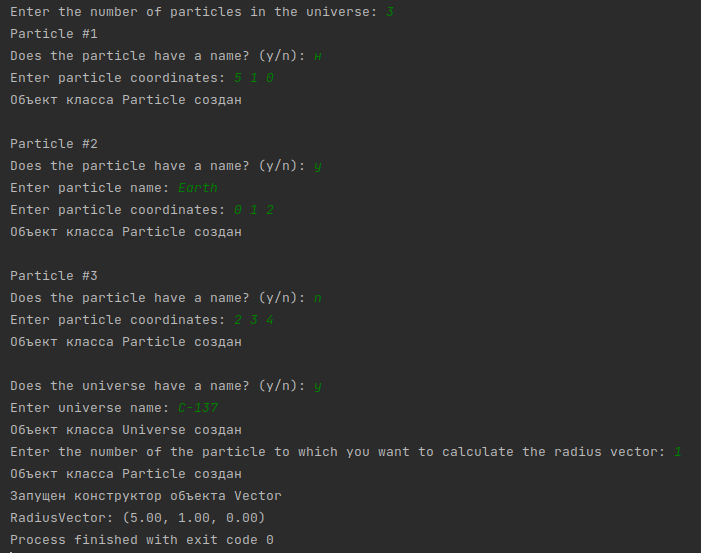 Enter the number of particles in the universe: 3
Particle #1
Does the particle have a name? (y/n): н
Enter particle coordinates: 5 1 0
Объект класса Particle создан
Particle #2
Does the particle have a name? (y/n): y
Enter particle name: Earth
Enter particle coordinates: 0 1 2
Объект класса Particle создан
Particle #3
Does the particle have a name? (y/n): n
Enter particle coordinates: 2 3 4
Объект класса Particle создан
Does the universe have a name? (y/n): y
Enter universe name: C-137
Объект класса Universe создан
Enter the number of the particle to which you want to calculate the radius vector: 1
Объект класса Particle создан
Запущен конструктор объекта Vector
RadiusVector: (5.00, 1.00, 0.00)
Process finished with exit code 0